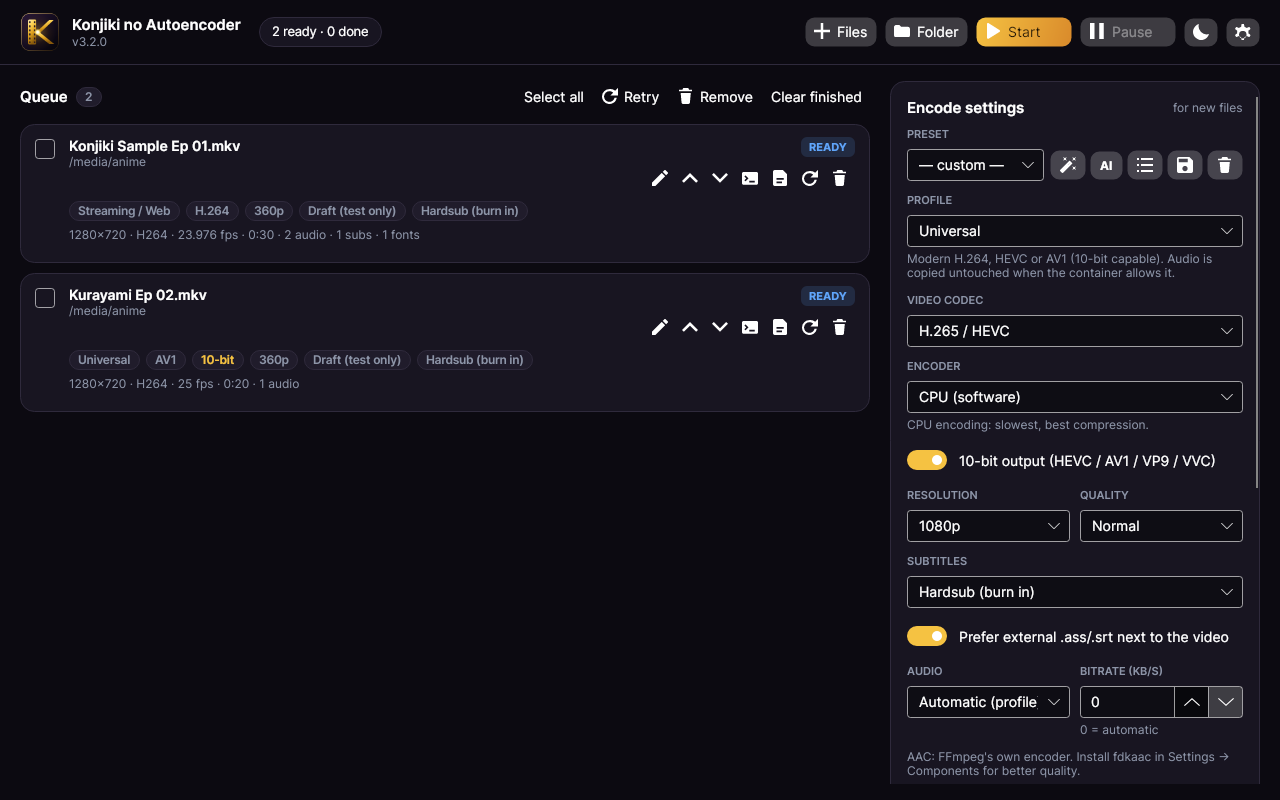 Konjiki no Autoencoder
v3.2.0
2 ready · 0 done
Files
Folder
Start
Pause
Queue 2
Select all
Retry
Remove
Clear finished
Konjiki Sample Ep 01.mkv
/media/anime
READY
Streaming / Web H.264 360p Draft (test only) Hardsub (burn in)
1280×720 · H264 · 23.976 fps · 0:30 · 2 audio · 1 subs · 1 fonts
Kurayami Ep 02.mkv
/media/anime
READY
Universal AV1 10-bit 360p Draft (test only) Hardsub (burn in)
1280×720 · H264 · 25 fps · 0:20 · 1 audio
Encode settings
for new files
PRESET
— custom —
AI
PROFILE
Universal
Modern H.264, HEVC or AV1 (10-bit capable). Audio is
copied untouched when the container allows it.
VIDEO CODEC
H.265 / HEVC
ENCODER
CPU (software)
CPU encoding: slowest, best compression.
10-bit output (HEVC / AV1 / VP9 / VVC)
RESOLUTION
1080p
QUALITY
Normal
SUBTITLES
Hardsub (burn in)
Prefer external .ass/.srt next to the video
AUDIO
Automatic (profile)
BITRATE (KB/S)
0
0 = automatic
AAC: FFmpeg's own encoder. Install fdkaac in Settings →
Components for better quality.